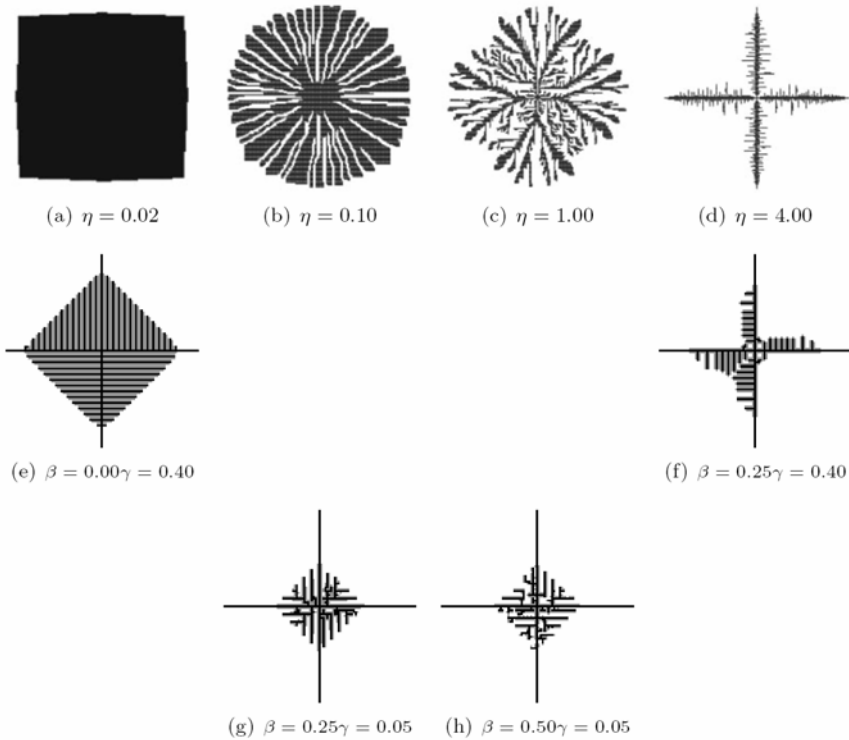 (a) η = 0.02
(b) η = 0.10
(c) η = 1.00
(d) η = 4.00
(e) β = 0.00γ = 0.40
(f) β = 0.25γ = 0.40
(g) β = 0.25γ = 0.05
(h) β = 0.50γ = 0.05